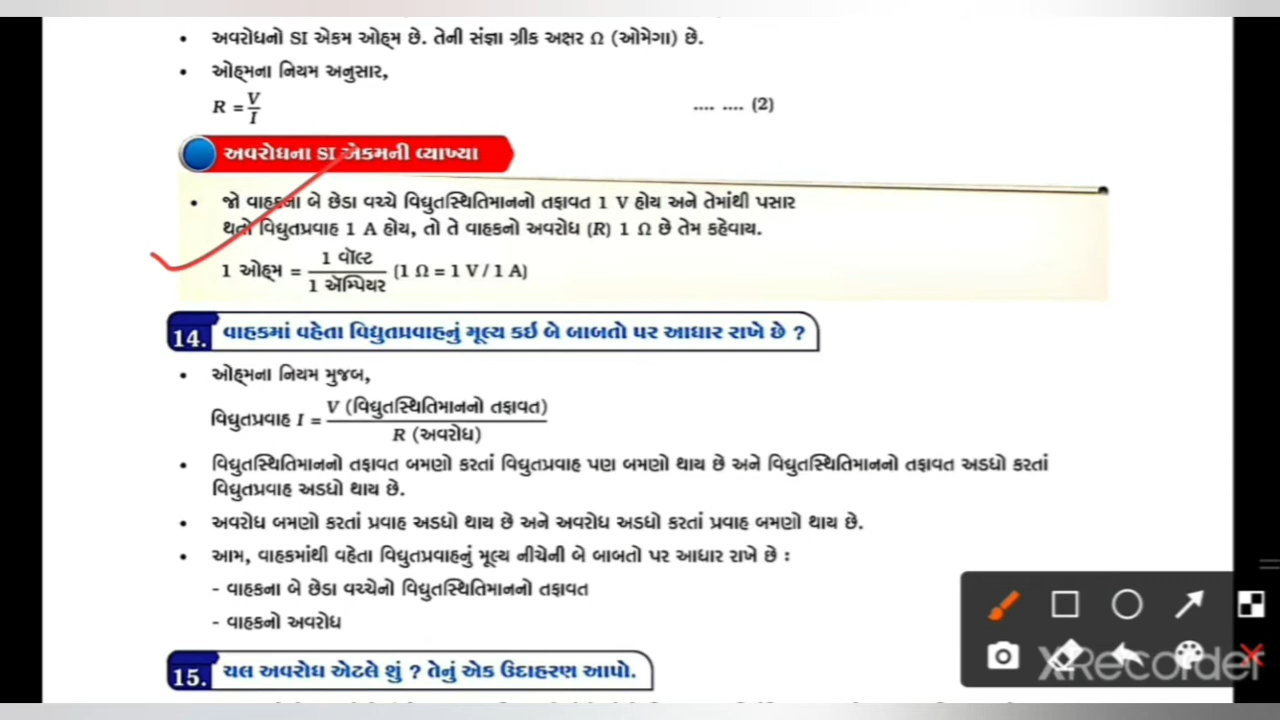 • અવરોધનો SI એકમ ઓહ્‌મ છે. તેની સંજ્ઞા ગ્રીક અક્ષર Ω (ઓમેગા) છે.
• ઓહ્‌મના નિયમ અનુસાર,
R = V/I .... .... (2)
અવરોધના SI એકમની વ્યાખ્યા
• જો વાહકના બે છેડા વચ્ચે વિદ્યુતસ્થિતિમાનનો તફાવત 1 V હોય અને તેમાંથી પસાર
થતો વિદ્યુતપ્રવાહ 1 A હોય, તો તે વાહકનો અવરોધ (R) 1 Ω છે તેમ કહેવાય.
1 ઓહ્‌મ = 1 વૉલ્ટ / 1 ઍમ્પિયર (1 Ω = 1 V / 1 A)
14. વાહકમાં વહેતા વિદ્યુતપ્રવાહનું મૂલ્ય કઇ બે બાબતો પર આધાર રાખે છે ?
• ઓહ્‌મના નિયમ મુજબ,
વિદ્યુતપ્રવાહ I = V (વિદ્યુતસ્થિતિમાનનો તફાવત) / R (અવરોધ)
• વિદ્યુતસ્થિતિમાનનો તફાવત બમણો કરતાં વિદ્યુતપ્રવાહ પણ બમણો થાય છે અને વિદ્યુતસ્થિતિમાનનો તફાવત અડધો કરતાં
વિદ્યુતપ્રવાહ અડધો થાય છે.
• અવરોધ બમણો કરતાં પ્રવાહ અડધો થાય છે અને અવરોધ અડધો કરતાં પ્રવાહ બમણો થાય છે.
• આમ, વાહકમાંથી વહેતા વિદ્યુતપ્રવાહનું મૂલ્ય નીચેની બે બાબતો પર આધાર રાખે છે :
- વાહકના બે છેડા વચ્ચેનો વિદ્યુતસ્થિતિમાનનો તફાવત
- વાહકનો અવરોધ
15. ચલ અવરોધ એટલે શું ? તેનું એક ઉદાહરણ આપો.
XRecorder